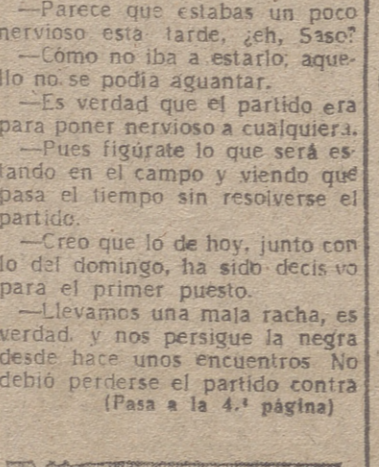 —Parece que estabas un poco
nervioso esta tarde, ¿eh, Saso?
—Cómo no iba a estarlo; aque-
llo no se podía aguantar.
—Es verdad que el partido era
para poner nervioso a cualquiera.
—Pues figúrate lo que será es-
tando en el campo y viendo que
pasa el tiempo sin resolverse el
partido.
—Creo que lo de hoy, junto con
lo del domingo, ha sido decis vo
para el primer puesto.
—Llevamos una mala racha, es
verdad, y nos persigue la negra
desde hace unos encuentros No
debió perderse el partido contra
(Pasa a la 4.ª página)